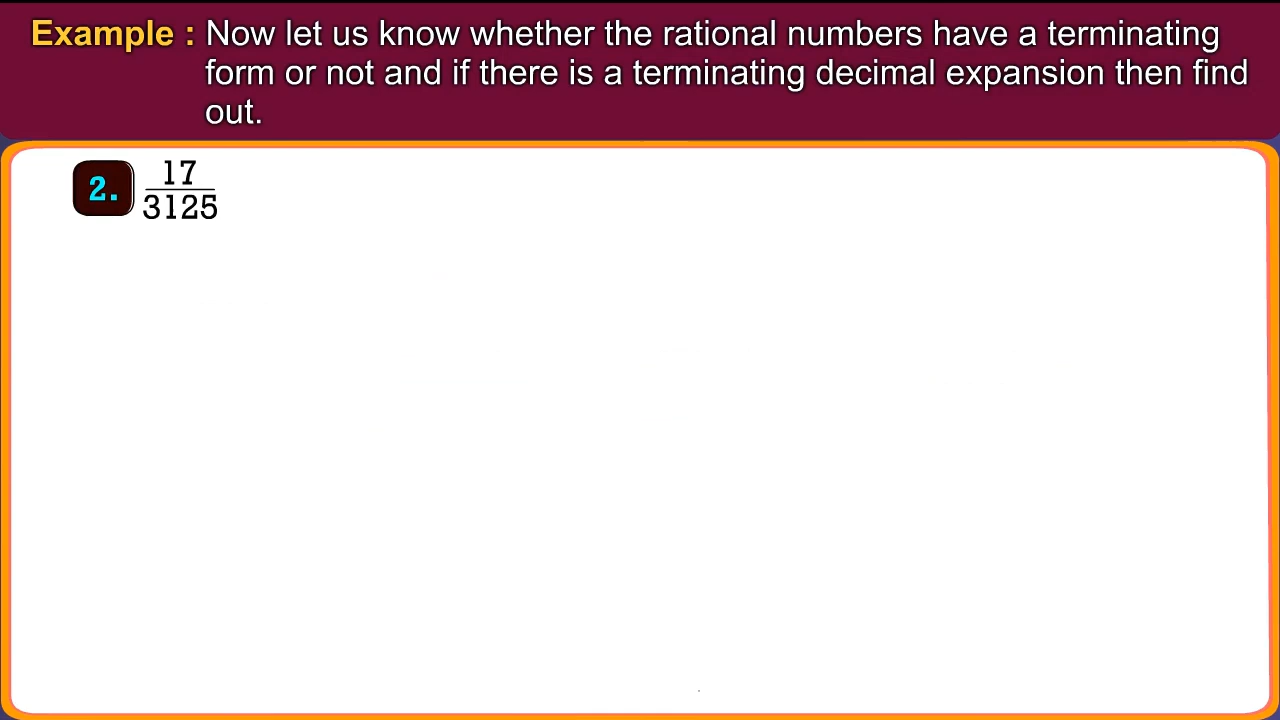 Example : Now let us know whether the rational numbers have a terminating
form or not and if there is a terminating decimal expansion then find
out.
2. 17/3125